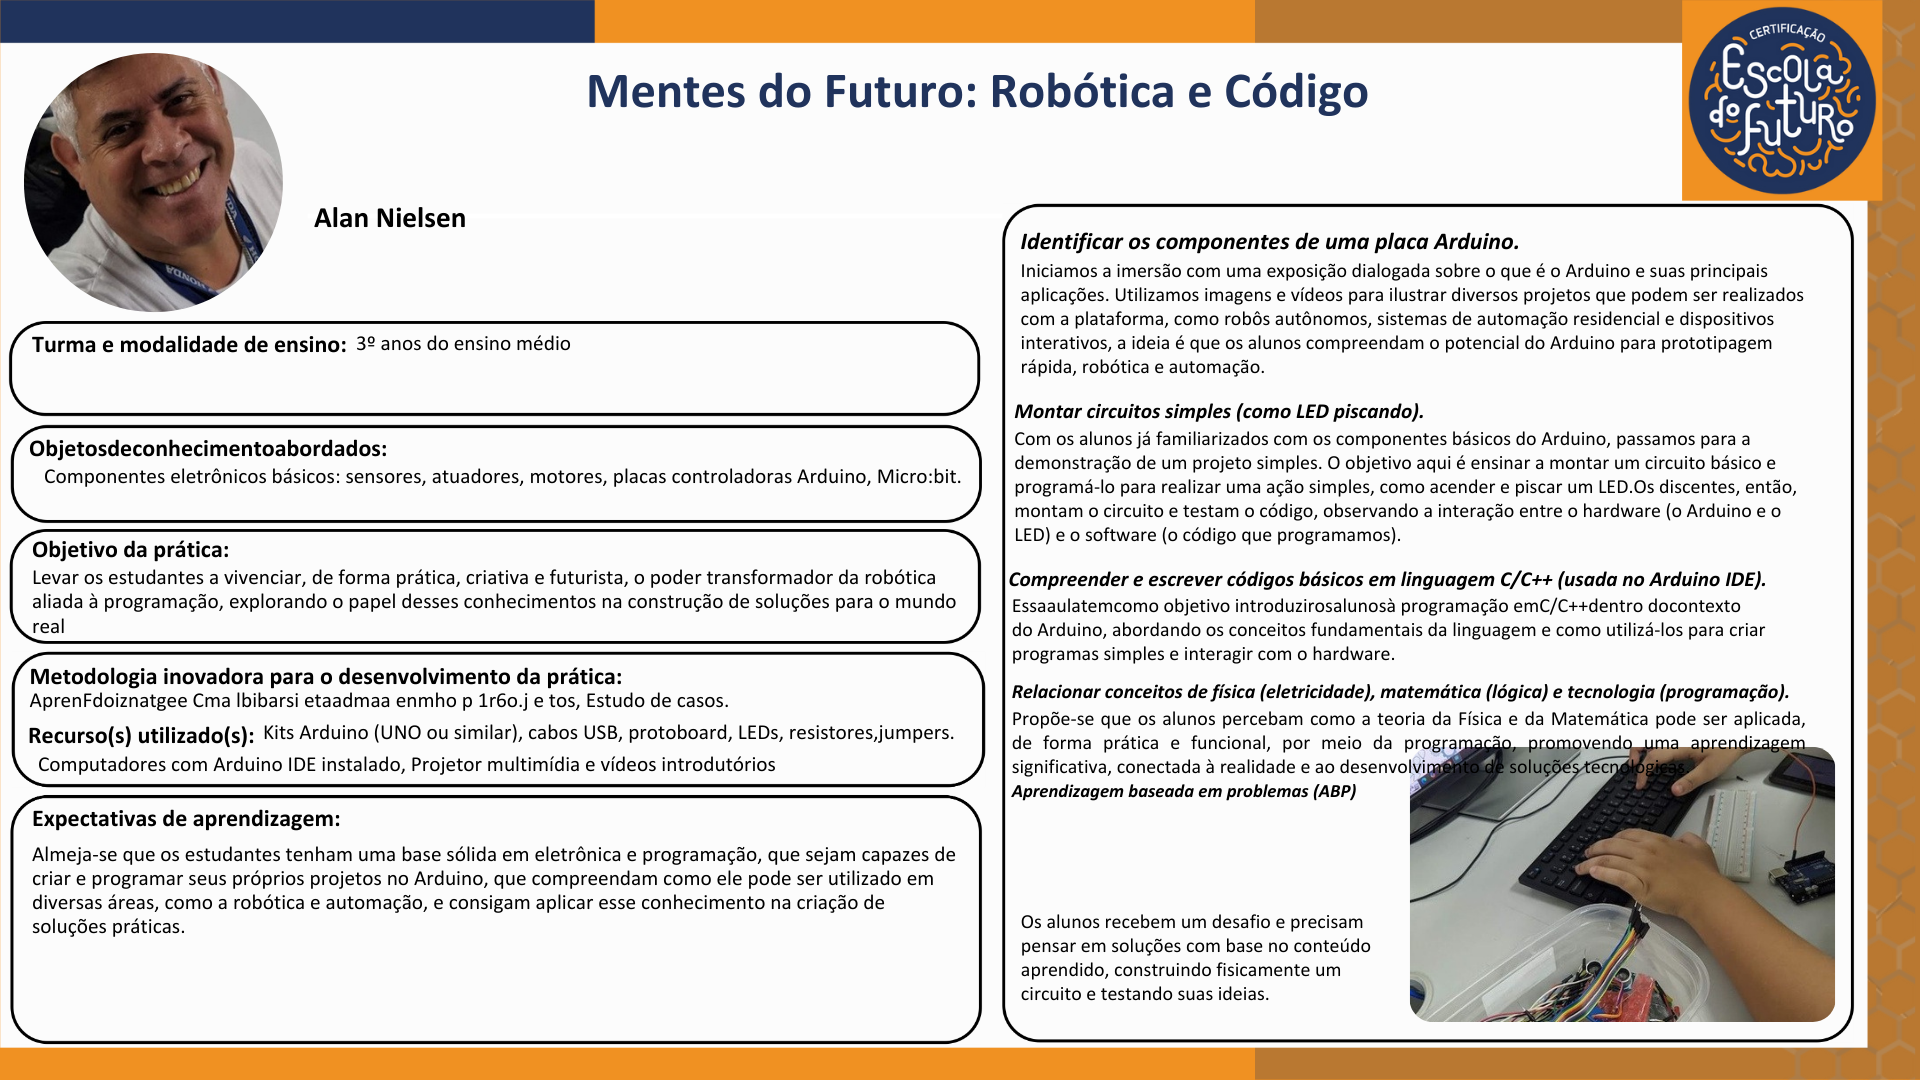 CERTIFICAÇÃO
Escola
do
Futuro
Mentes do Futuro: Robótica e Código
Alan Nielsen
Turma e modalidade de ensino: 3º anos do ensino médio
Objetosdeconhecimentoabordados:
Componentes eletrônicos básicos: sensores, atuadores, motores, placas controladoras Arduino, Micro:bit.
Objetivo da prática:
Levar os estudantes a vivenciar, de forma prática, criativa e futurista, o poder transformador da robótica
aliada à programação, explorando o papel desses conhecimentos na construção de soluções para o mundo
real
Metodologia inovadora para o desenvolvimento da prática:
AprenFdoiznatgee Cma lbibarsi etaadmaa enmho p 1r6o.j e tos, Estudo de casos.
Recurso(s) utilizado(s): Kits Arduino (UNO ou similar), cabos USB, protoboard, LEDs, resistores,jumpers.
Computadores com Arduino IDE instalado, Projetor multimídia e vídeos introdutórios
Expectativas de aprendizagem:
Almeja-se que os estudantes tenham uma base sólida em eletrônica e programação, que sejam capazes de
criar e programar seus próprios projetos no Arduino, que compreendam como ele pode ser utilizado em
diversas áreas, como a robótica e automação, e consigam aplicar esse conhecimento na criação de
soluções práticas.
Identificar os componentes de uma placa Arduino.
Iniciamos a imersão com uma exposição dialogada sobre o que é o Arduino e suas principais
aplicações. Utilizamos imagens e vídeos para ilustrar diversos projetos que podem ser realizados
com a plataforma, como robôs autônomos, sistemas de automação residencial e dispositivos
interativos, a ideia é que os alunos compreendam o potencial do Arduino para prototipagem
rápida, robótica e automação.
Montar circuitos simples (como LED piscando).
Com os alunos já familiarizados com os componentes básicos do Arduino, passamos para a
demonstração de um projeto simples. O objetivo aqui é ensinar a montar um circuito básico e
programá-lo para realizar uma ação simples, como acender e piscar um LED.Os discentes, então,
montam o circuito e testam o código, observando a interação entre o hardware (o Arduino e o
LED) e o software (o código que programamos).
Compreender e escrever códigos básicos em linguagem C/C++ (usada no Arduino IDE).
Essaaulatemcomo objetivo introduzirosalunosà programação emC/C++dentro docontexto
do Arduino, abordando os conceitos fundamentais da linguagem e como utilizá-los para criar
programas simples e interagir com o hardware.
Relacionar conceitos de física (eletricidade), matemática (lógica) e tecnologia (programação).
Propõe-se que os alunos percebam como a teoria da Física e da Matemática pode ser aplicada,
de forma prática e funcional, por meio da programação, promovendo uma aprendizagem
significativa, conectada à realidade e ao desenvolvimento de soluções tecnológicas.
Aprendizagem baseada em problemas (ABP)
Os alunos recebem um desafio e precisam
pensar em soluções com base no conteúdo
aprendido, construindo fisicamente um
circuito e testando suas ideias.